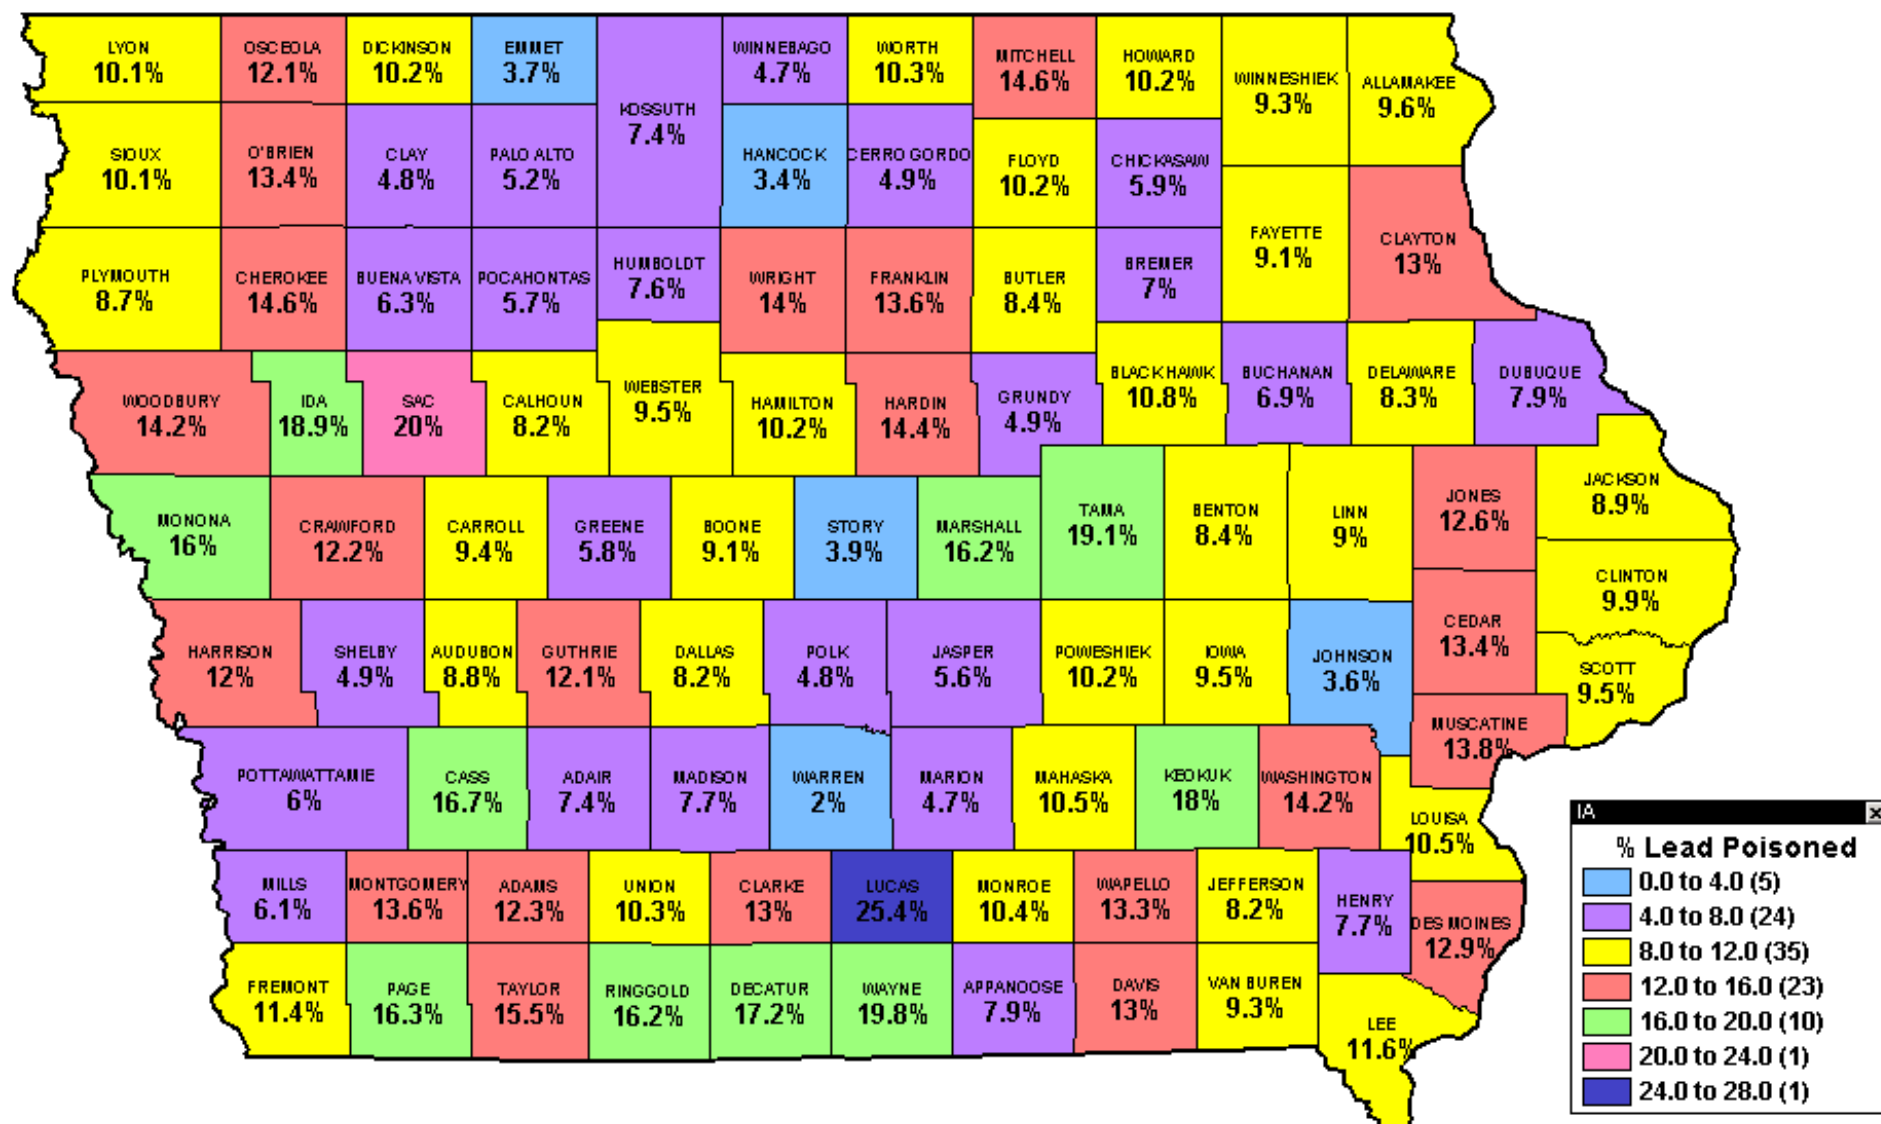 LYON
10.1%
OSCEOLA
12.1%
DICKINSON
10.2%
EMMET
3.7%
KOSSUTH
7.4%
WINNEBAGO
4.7%
WORTH
10.3%
MITCHELL
14.6%
HOWARD
10.2%
WINNESHIEK
9.3%
ALLAMAKEE
9.6%
SIOUX
10.1%
O'BRIEN
13.4%
CLAY
4.8%
PALO ALTO
5.2%
HANCOCK
3.4%
CERRO GORDO
4.9%
FLOYD
10.2%
CHICKASAW
5.9%
PLYMOUTH
8.7%
CHEROKEE
14.6%
BUENA VISTA
6.3%
POCAHONTAS
5.7%
HUMBOLDT
7.6%
WRIGHT
14%
FRANKLIN
13.6%
BUTLER
8.4%
BREMER
7%
FAYETTE
9.1%
CLAYTON
13%
WOODBURY
14.2%
IDA
18.9%
SAC
20%
CALHOUN
8.2%
WEBSTER
9.5%
HAMILTON
10.2%
HARDIN
14.4%
GRUNDY
4.9%
BLACK HAWK
10.8%
BUCHANAN
6.9%
DELAWARE
8.3%
DUBUQUE
7.9%
MONONA
16%
CRAWFORD
12.2%
CARROLL
9.4%
GREENE
5.8%
BOONE
9.1%
STORY
3.9%
MARSHALL
16.2%
TAMA
19.1%
BENTON
8.4%
LINN
9%
JONES
12.6%
JACKSON
8.9%
CLINTON
9.9%
HARRISON
12%
SHELBY
4.9%
AUDUBON
8.8%
GUTHRIE
12.1%
DALLAS
8.2%
POLK
4.8%
JASPER
5.6%
POWESHIEK
10.2%
IOWA
9.5%
JOHNSON
3.6%
CEDAR
13.4%
SCOTT
9.5%
MUSCATINE
13.8%
POTTAWATTAMIE
6%
CASS
16.7%
ADAIR
7.4%
MADISON
7.7%
WARREN
2%
MARION
4.7%
MAHASKA
10.5%
KEOKUK
18%
WASHINGTON
14.2%
LOUISA
10.5%
MILLS
6.1%
MONTGOMERY
13.6%
ADAMS
12.3%
UNION
10.3%
CLARKE
13%
LUCAS
25.4%
MONROE
10.4%
WAPELLO
13.3%
JEFFERSON
8.2%
HENRY
7.7%
DES MOINES
12.9%
FREMONT
11.4%
PAGE
16.3%
TAYLOR
15.5%
RINGGOLD
16.2%
DECATUR
17.2%
WAYNE
19.8%
APPANOOSE
7.9%
DAVIS
13%
VAN BUREN
9.3%
LEE
11.6%
IA
% Lead Poisoned
0.0 to 4.0 (5)
4.0 to 8.0 (24)
8.0 to 12.0 (35)
12.0 to 16.0 (23)
16.0 to 20.0 (10)
20.0 to 24.0 (1)
24.0 to 28.0 (1)